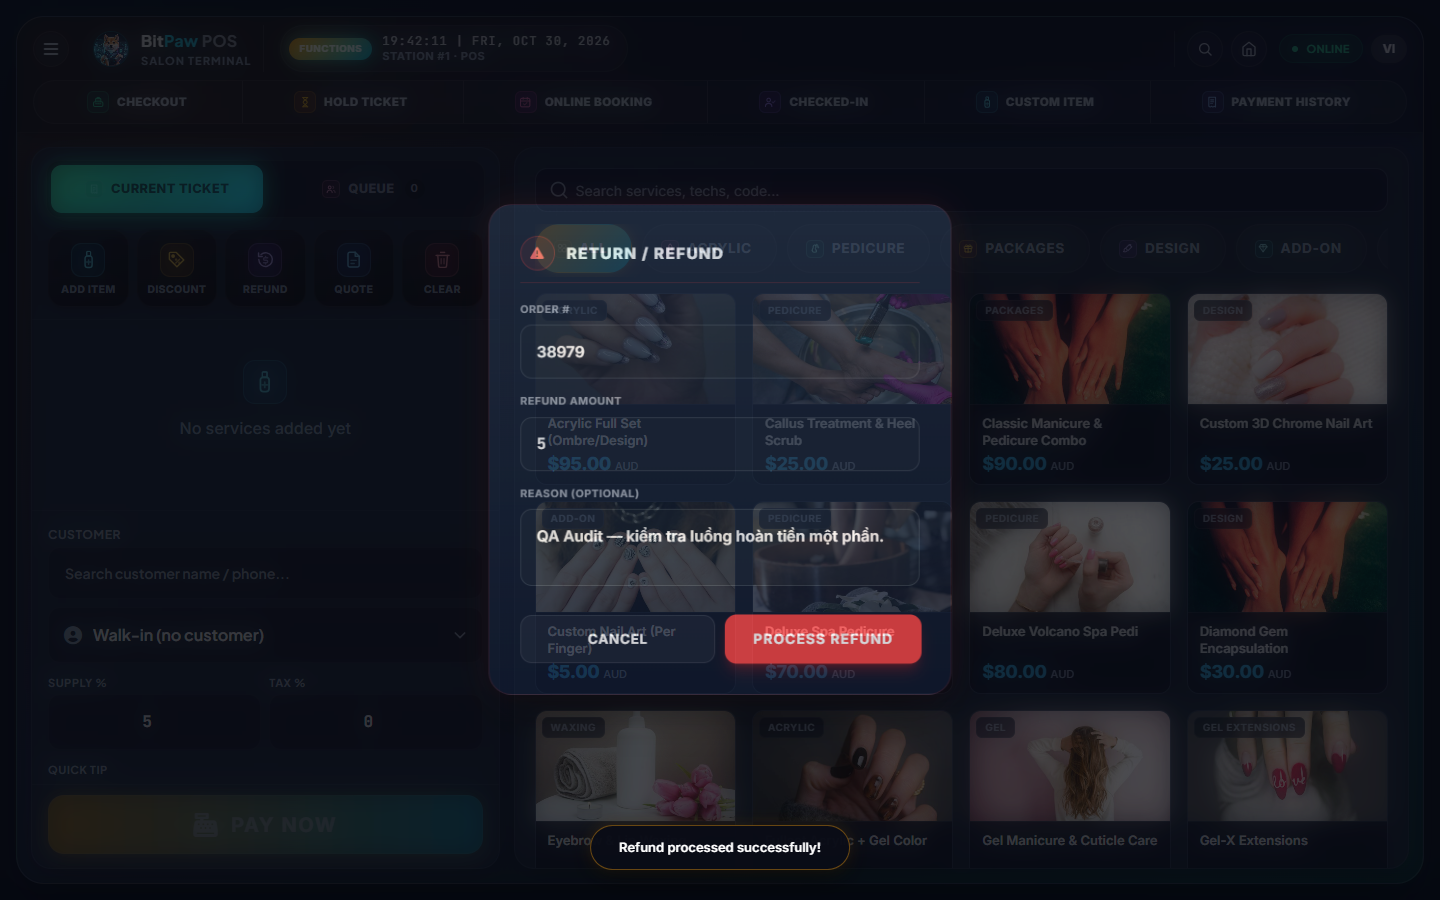 BitPaw POS
SALON TERMINAL
FUNCTIONS
19:42:11 | FRI, OCT 30, 2026
STATION #1 · POS
ONLINE
VI
CHECKOUT
HOLD TICKET
ONLINE BOOKING
CHECKED-IN
CUSTOM ITEM
PAYMENT HISTORY
CURRENT TICKET
QUEUE 0
ADD ITEM
DISCOUNT
REFUND
QUOTE
CLEAR
No services added yet
CUSTOMER
Search customer name / phone...
Walk-in (no customer)
SUPPLY %
TAX %
5
0
QUICK TIP
PAY NOW
Search services, techs, code...
PEDICURE
PACKAGES
DESIGN
ADD-ON
RETURN / REFUND
ORDER #
38979
REFUND AMOUNT
5
REASON (OPTIONAL)
QA Audit — kiểm tra luồng hoàn tiền một phần.
CANCEL
PROCESS REFUND
PEDICURE
PACKAGES
DESIGN
Acrylic Full Set
(Ombre/Design)
$95.00 AUD
Callus Treatment & Heel
Scrub
$25.00 AUD
Classic Manicure &
Pedicure Combo
$90.00 AUD
Custom 3D Chrome Nail Art
$25.00 AUD
ADD-ON
PEDICURE
PEDICURE
DESIGN
Custom Nail Art (Per
Finger)
$5.00 AUD
Deluxe Spa Pedicure
$70.00 AUD
Deluxe Volcano Spa Pedi
$80.00 AUD
Diamond Gem
Encapsulation
$30.00 AUD
WAXING
ACRYLIC
GEL
GEL EXTENSIONS
+ Gel Color
Gel Manicure & Cuticle Care
Gel-X Extensions
Refund processed successfully!